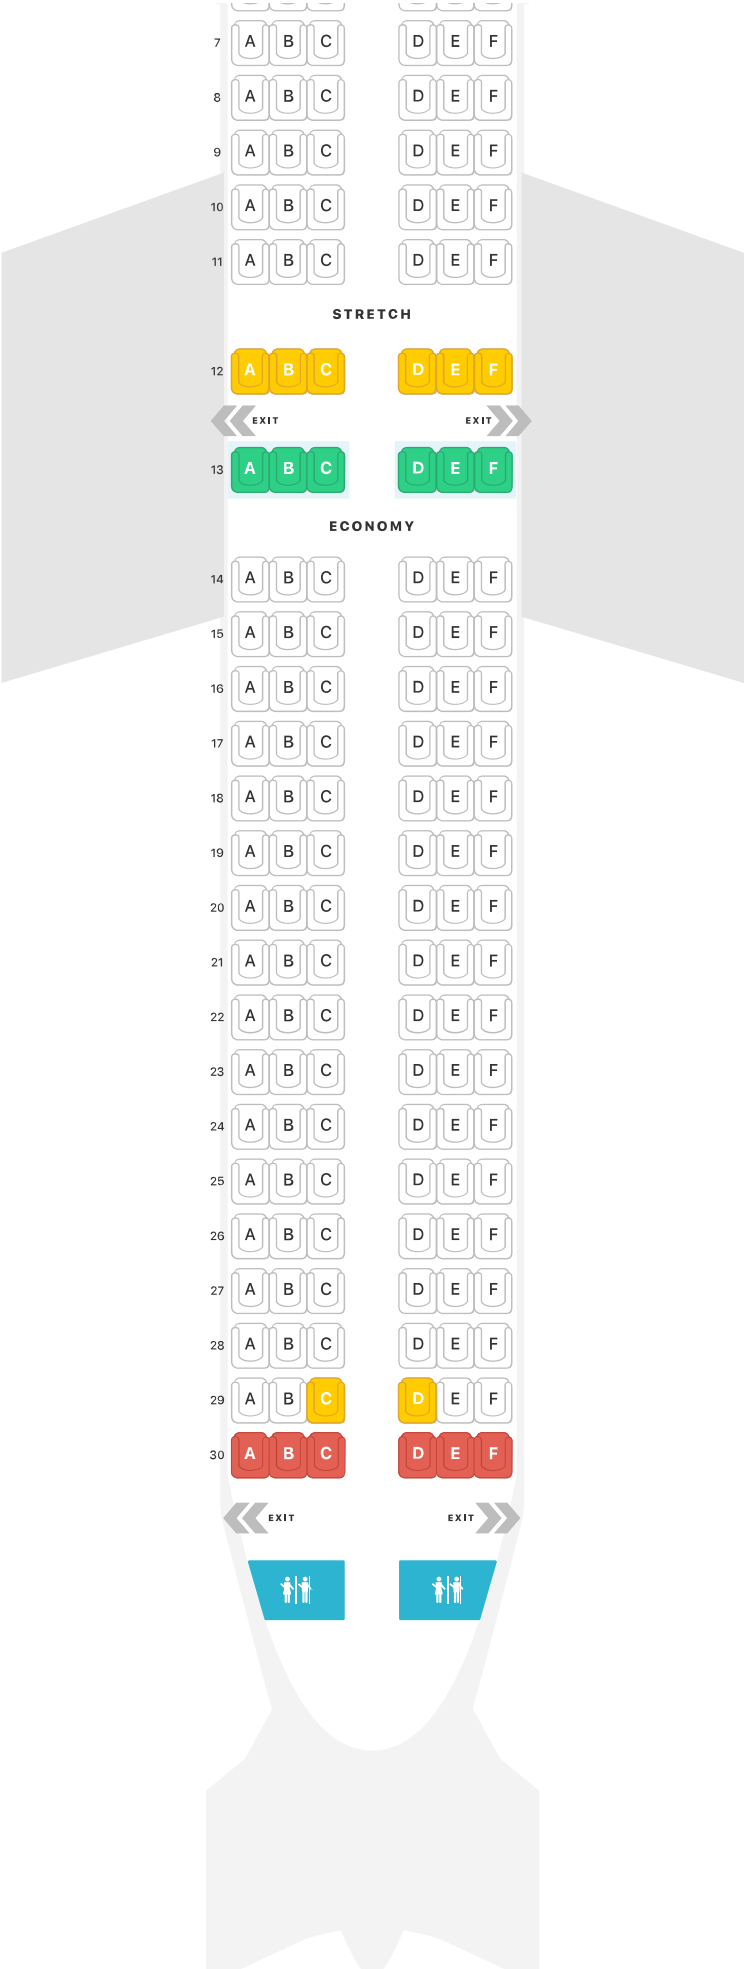 7 A B C D E F
8 A B C D E F
9 A B C D E F
10 A B C D E F
11 A B C D E F
STRETCH
12 A B C D E F
EXIT EXIT
13 A B C D E F
ECONOMY
14 A B C D E F
15 A B C D E F
16 A B C D E F
17 A B C D E F
18 A B C D E F
19 A B C D E F
20 A B C D E F
21 A B C D E F
22 A B C D E F
23 A B C D E F
24 A B C D E F
25 A B C D E F
26 A B C D E F
27 A B C D E F
28 A B C D E F
29 A B C D E F
30 A B C D E F
EXIT EXIT